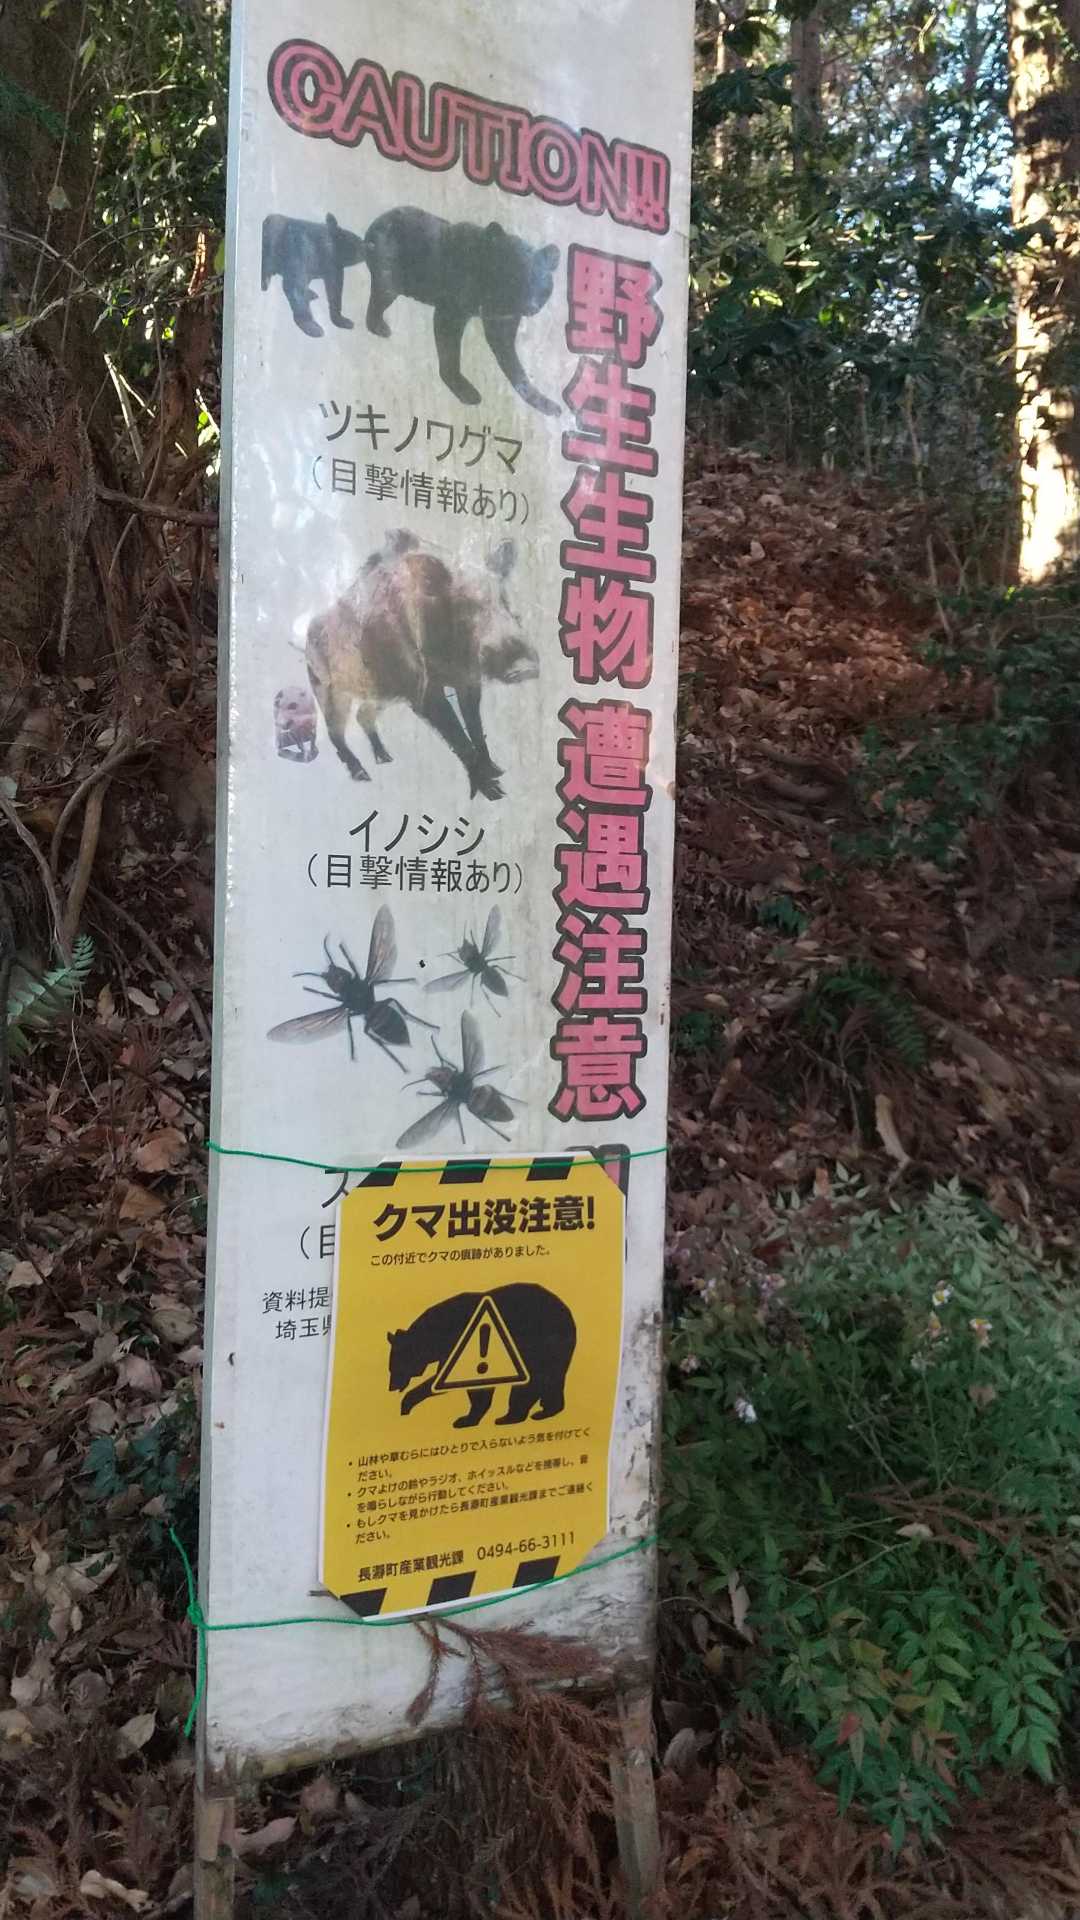 CAUTION!!
野生生物 遭遇注意
ツキノワグマ
（目撃情報あり）
イノシシ
（目撃情報あり）
ス
（目
資料提
埼玉県
クマ出没注意!
この付近でクマの痕跡がありました。
• 山林や草むらにはひとりで入らないよう気を付けてく
ださい。
• クマよけの鈴やラジオ、ホイッスルなどを携帯し、音
を鳴らしながら行動してください。
• もしクマを見かけたら長瀞町産業観光課までご連絡く
ださい。
長瀞町産業観光課 0494-66-3111